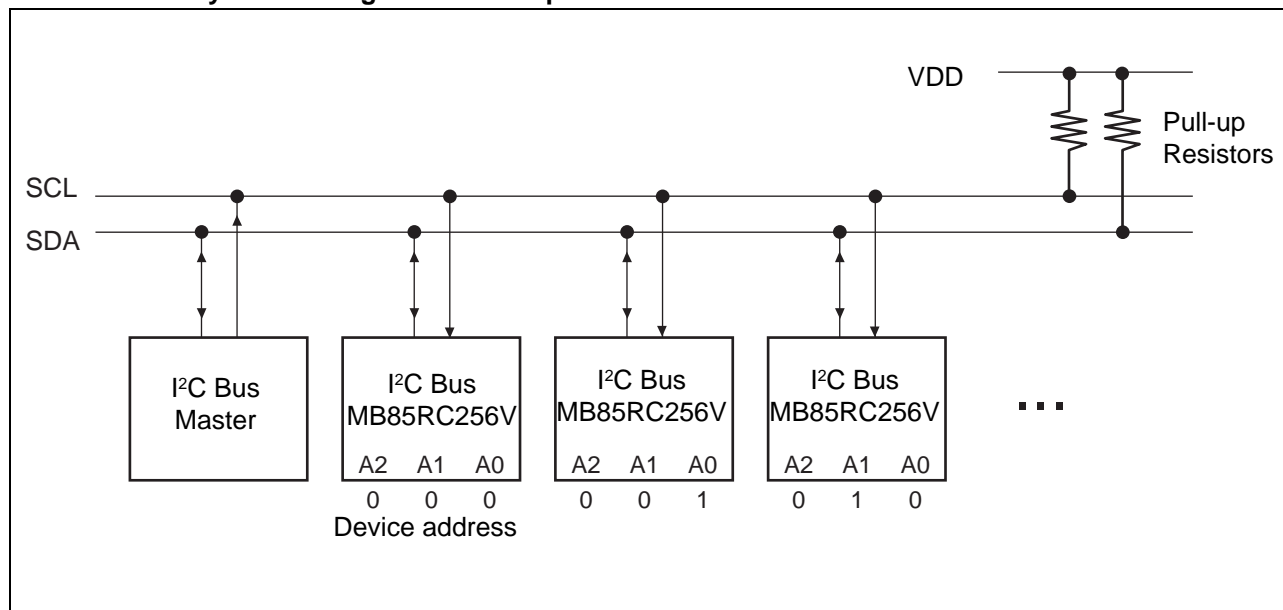 VDD
Pull-up
Resistors
SCL
SDA
I²C Bus
Master
I²C Bus
MB85RC256V
A2 A1 A0
0 0 0
Device address
I²C Bus
MB85RC256V
A2 A1 A0
0 0 1
I²C Bus
MB85RC256V
A2 A1 A0
0 1 0
...